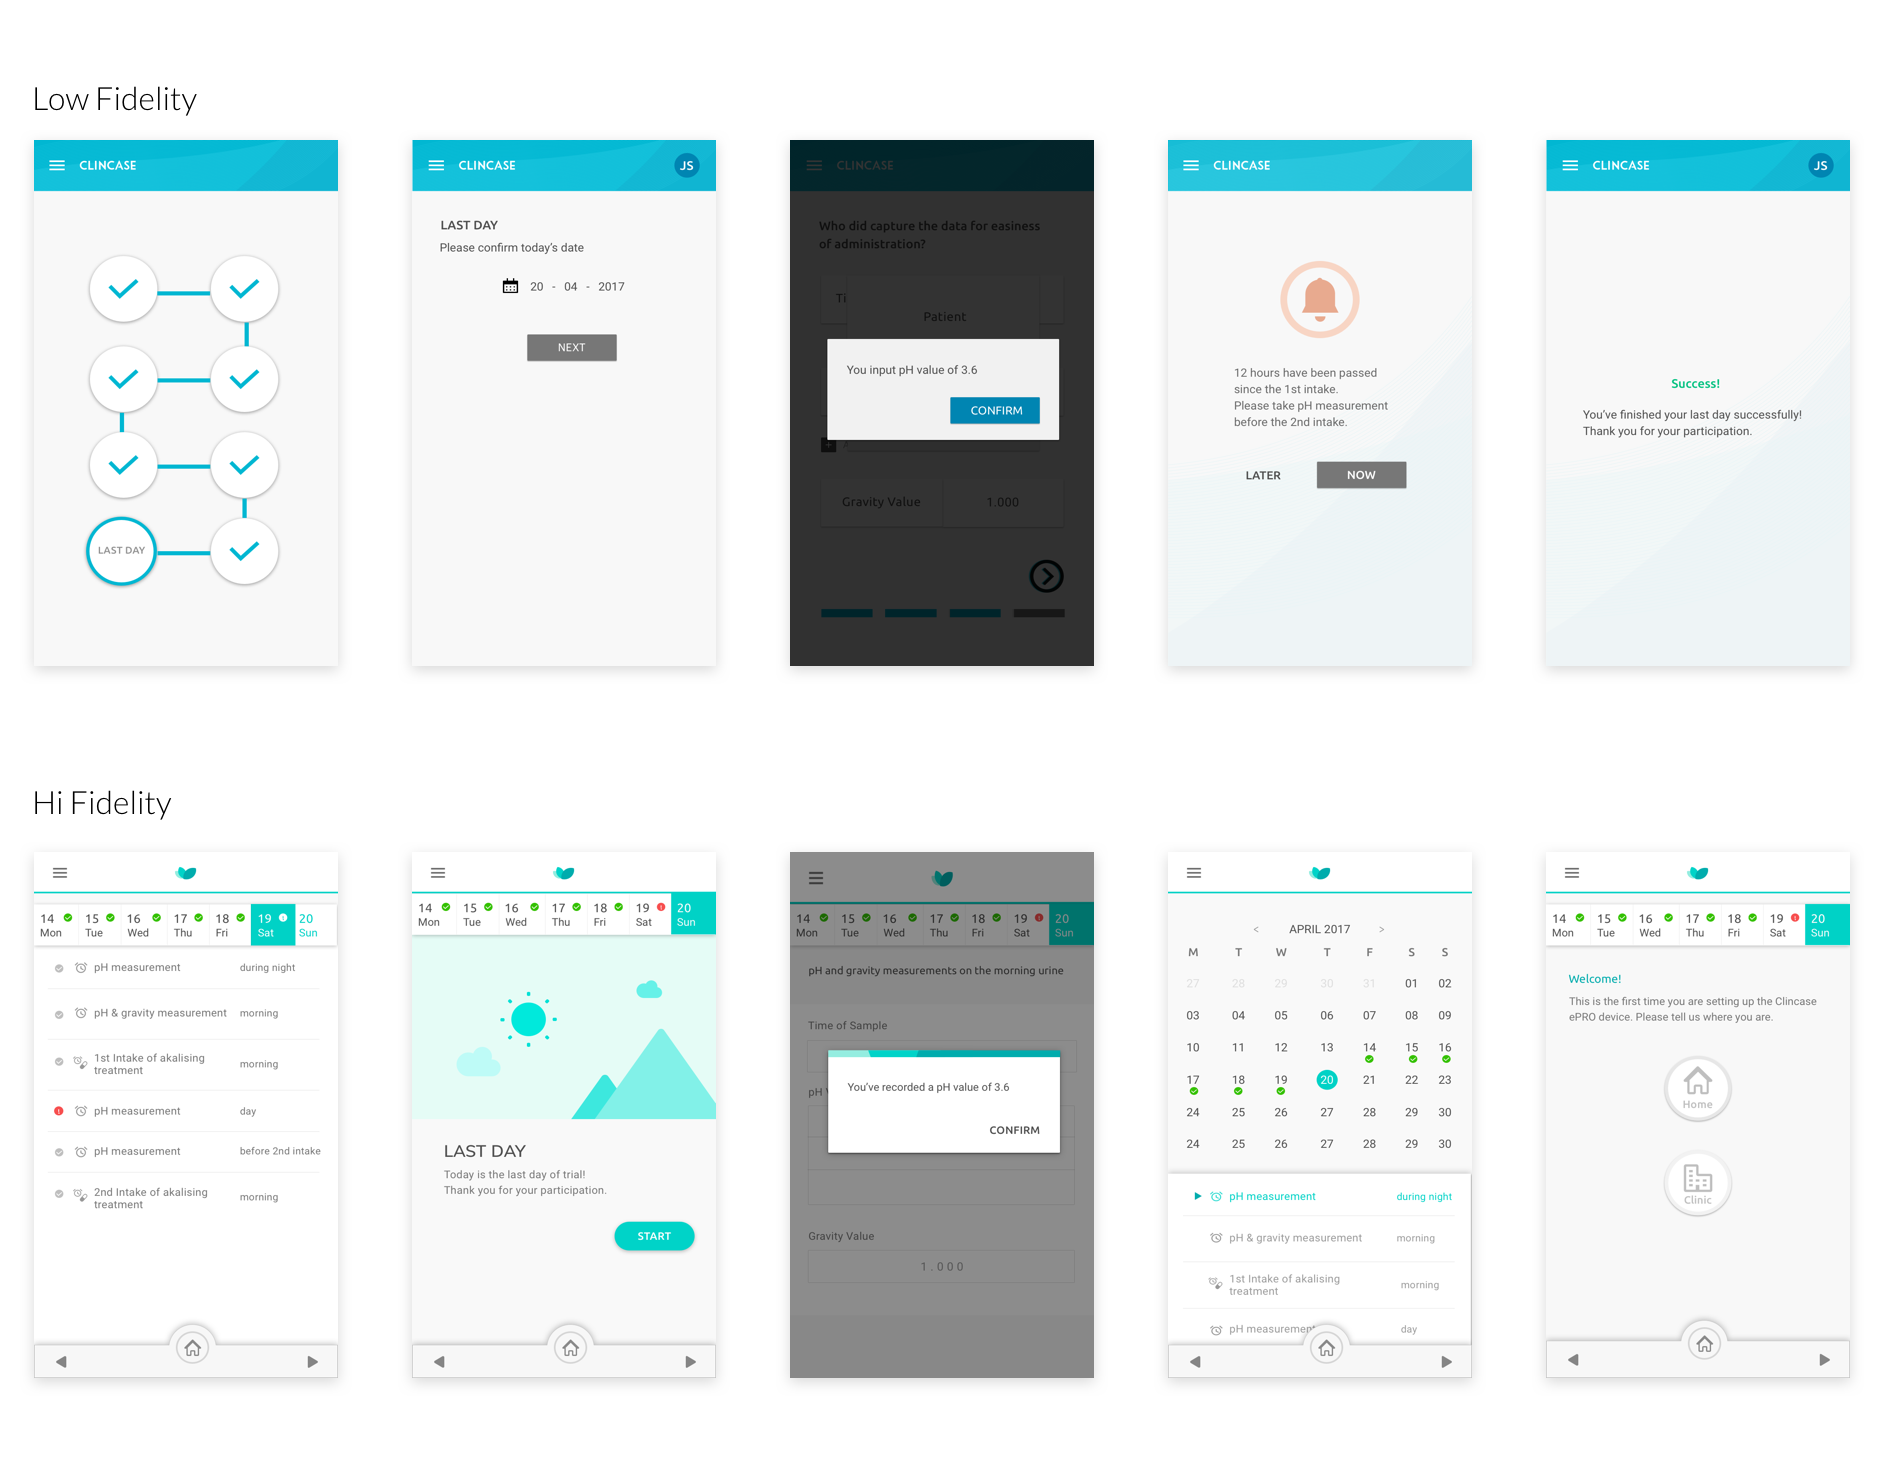 Low Fidelity
CLINCASE
LAST DAY
CLINCASE
JS
LAST DAY
Please confirm today's date
20 - 04 - 2017
NEXT
CLINCASE
Who did capture the data for easiness
of administration?
Ti
Patient
You input pH value of 3.6
CONFIRM
Gravity Value
1.000
CLINCASE
12 hours have been passed
since the 1st intake.
Please take pH measurement
before the 2nd intake.
LATER
NOW
CLINCASE
JS
Success!
You've finished your last day successfully!
Thank you for your participation.
Hi Fidelity
14 15 16 17 18 19 20
Mon Tue Wed Thu Fri Sat Sun
pH measurement during night
pH & gravity measurement morning
1st Intake of akalising
treatment
morning
pH measurement day
pH measurement before 2nd intake
2nd Intake of akalising
treatment
morning
14 15 16 17 18 19 20
Mon Tue Wed Thu Fri Sat Sun
LAST DAY
Today is the last day of trial!
Thank you for your participation.
START
14 15 16 17 18 19 20
Mon Tue Wed Thu Fri Sat Sun
pH and gravity measurements on the morning urine
Time of Sample
pH
You've recorded a pH value of 3.6
CONFIRM
Gravity Value
1.000
< APRIL 2017 >
M T W T F S S
27 28 29 30 31 01 02
03 04 05 06 07 08 09
10 11 12 13 14 15 16
17 18 19 20 21 22 23
24 25 26 27 28 29 30
24 25 26 27 28 29 30
pH measurement during night
pH & gravity measurement morning
1st Intake of akalising
treatment
morning
pH measurement day
14 15 16 17 18 19 20
Mon Tue Wed Thu Fri Sat Sun
Welcome!
This is the first time you are setting up the Clincase
ePRO device. Please tell us where you are.
Home
Clinic